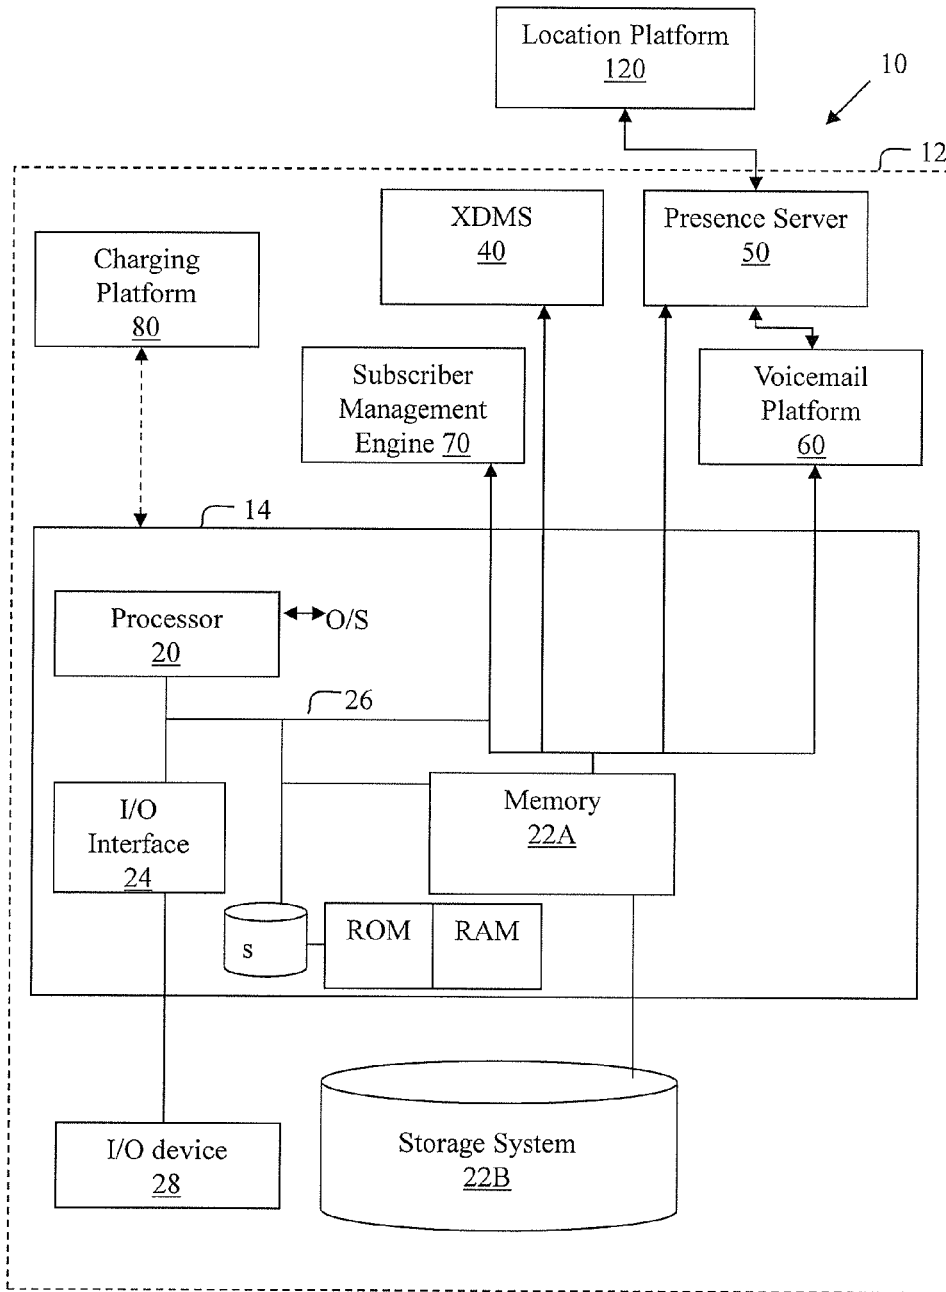 Location Platform
120
10
12
XDMS
40
Presence Server
50
Charging
Platform
80
Subscriber
Management
Engine 70
Voicemail
Platform
60
14
Processor
20
O/S
26
I/O
Interface
24
Memory
22A
s
ROM
RAM
I/O device
28
Storage System
22B